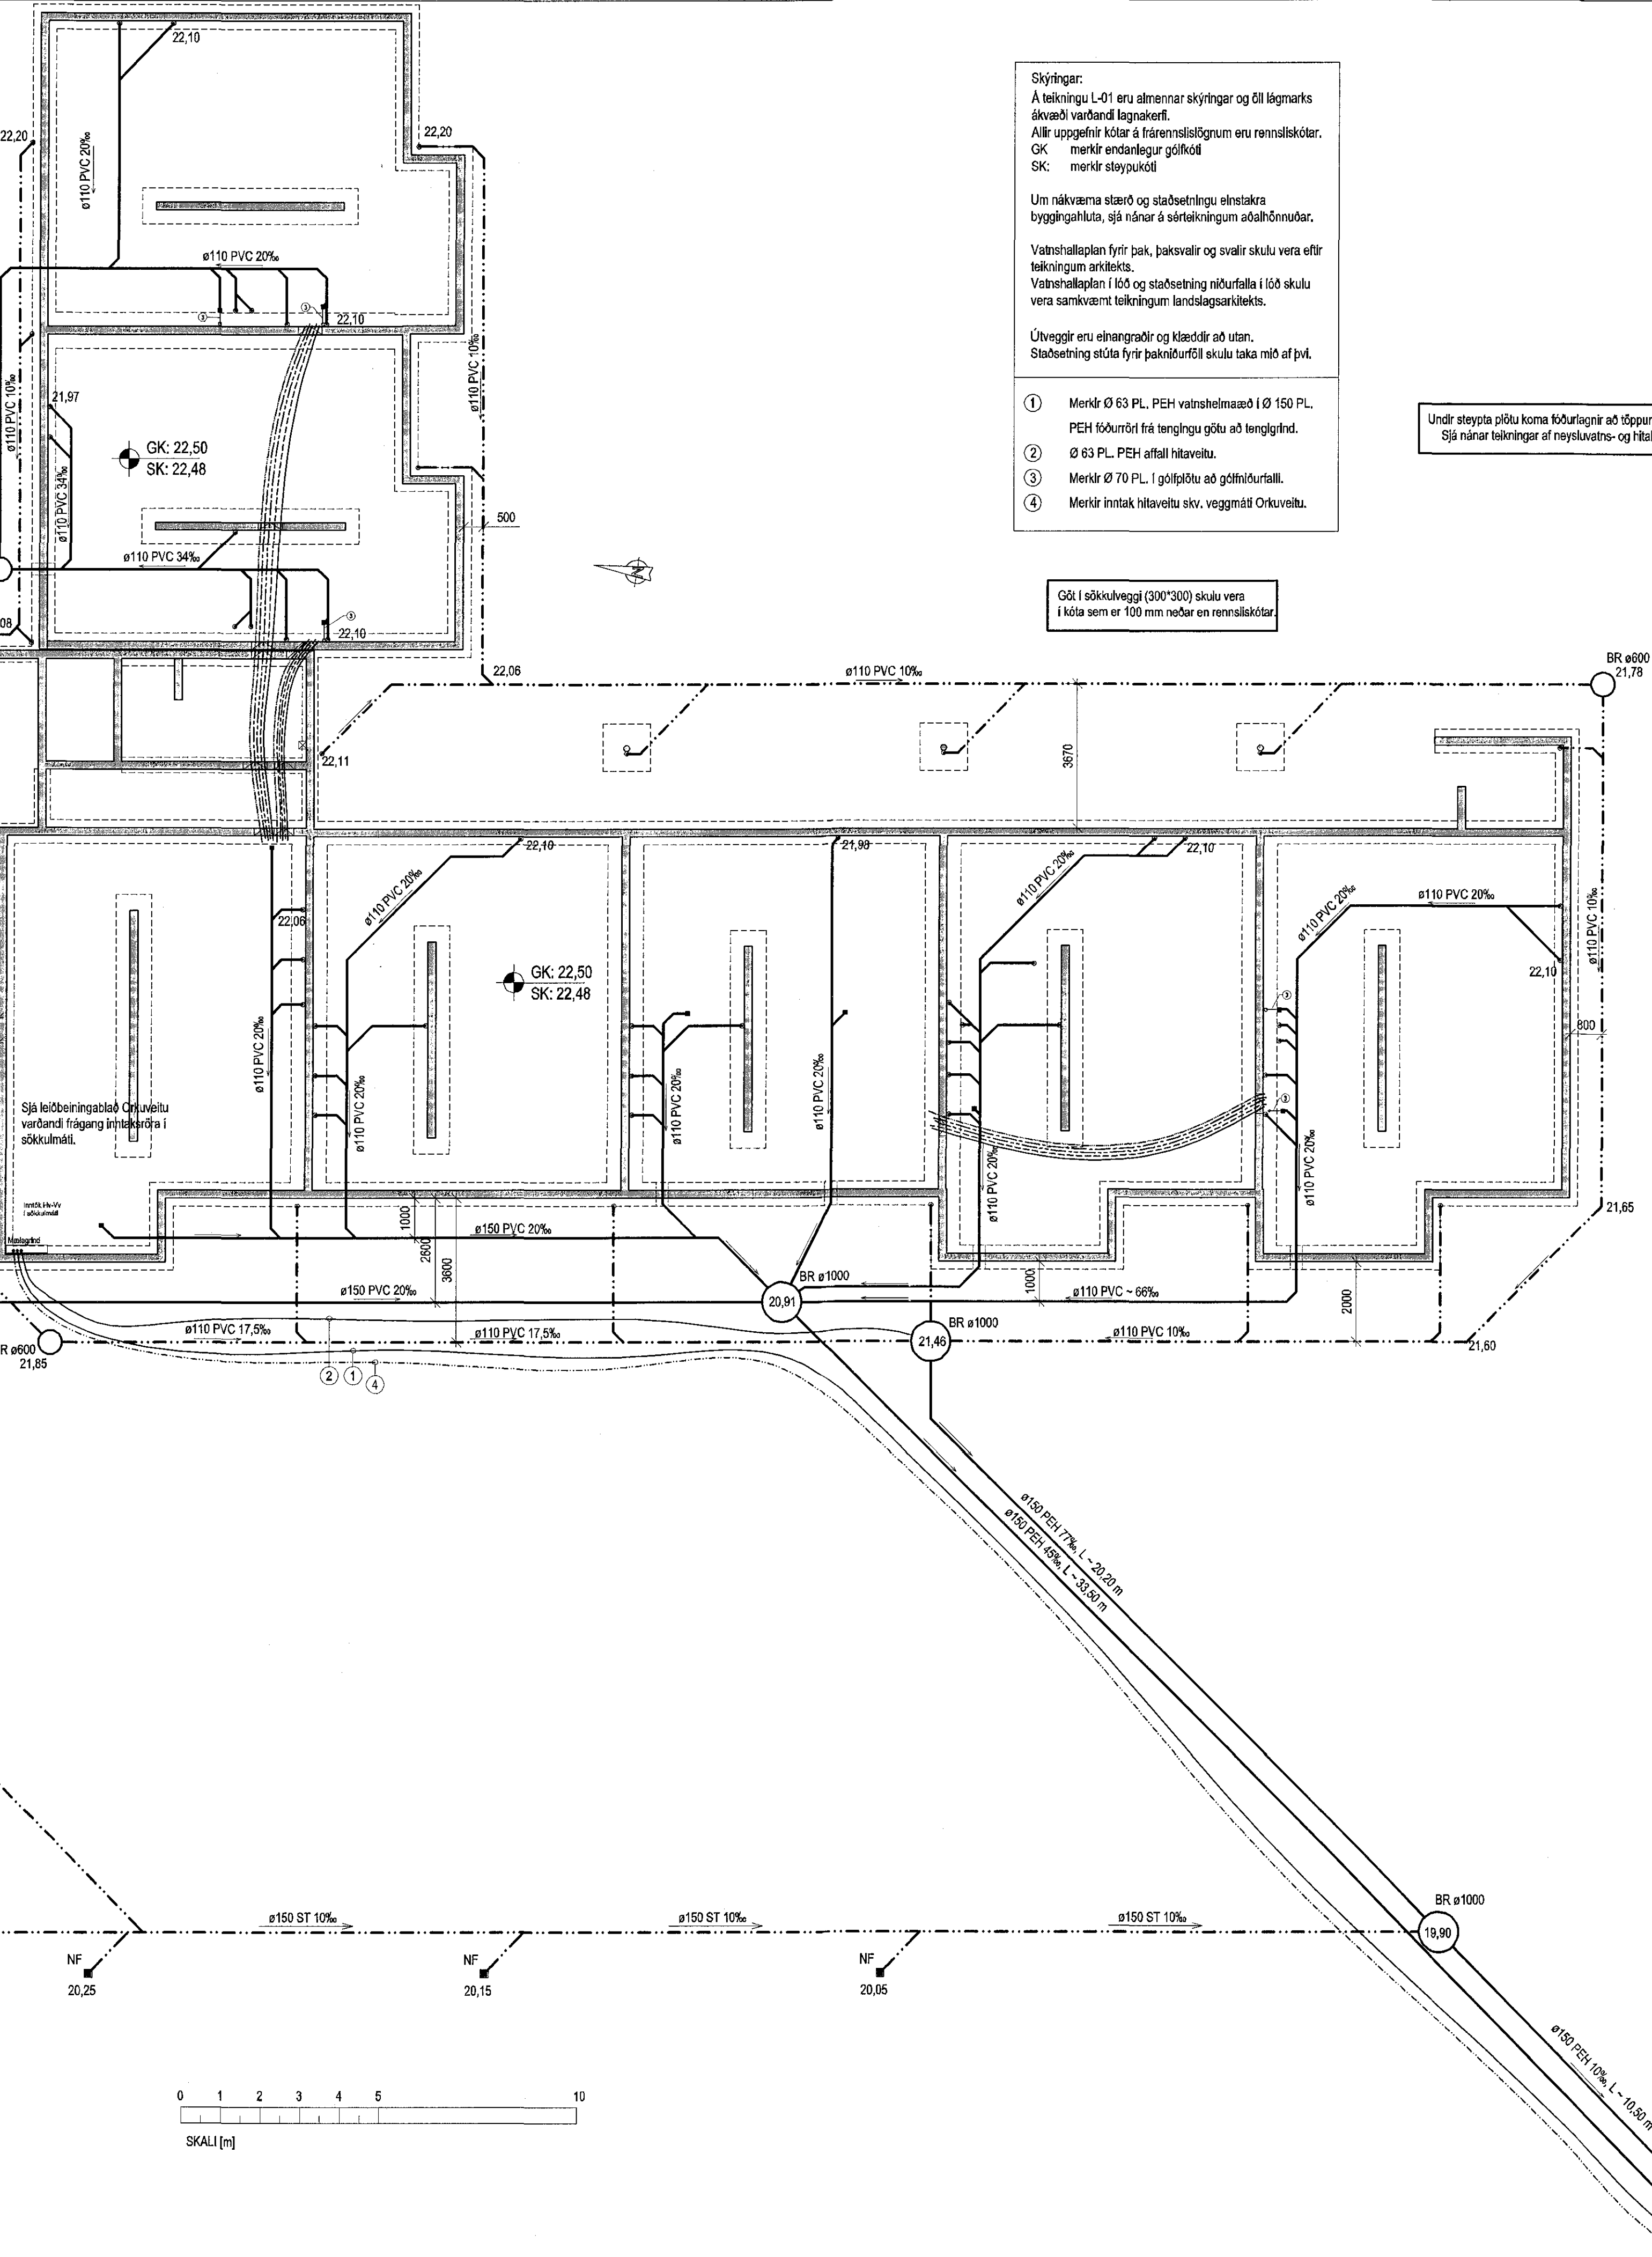 22,10
22,20
22,20
ø110 PVC 20‰
ø110 PVC 20‰
3
3
22,10
ø110 PVC 10‰
ø110 PVC 10‰
21,97
GK: 22,50
SK: 22,48
ø110 PVC 34‰
500
ø110 PVC 34‰
3
22,10
08
Skýringar:
Á teikningu L-01 eru almennar skýringar og öll lágmarks
ákvæði varðandi lagnakerfi.
Allir uppgefnir kótar á frárennslislögnum eru rennsliskótar.
GK merkir endanlegur gólfkóti
SK: merkir steypukóti
Um nákvæma stærð og staðsetningu einstakra
byggingahluta, sjá nánar á sérteikningum aðalhönnuðar.
Vatnshallaplan fyrir þak, þaksvalir og svalir skulu vera eftir
teikningum arkitekts.
Vatnshallaplan í lóð og staðsetning niðurfalla í lóð skulu
vera samkvæmt teikningum landslagsarkitekts.
Útveggir eru einangraðir og klæddir að utan.
Staðsetning stúta fyrir þakniðurföll skulu taka mið af því.
1 Merkir Ø 63 PL. PEH vatnsheimaæð í Ø 150 PL.
PEH fóðurröri frá tengingu götu að tengigrind.
2 Ø 63 PL. PEH affall hitaveitu.
3 Merkir Ø 70 PL. í gólfplötu að gólfniðurfalli.
4 Merkir inntak hitaveitu skv. veggmáti Orkuveitu.
Undir steypta plötu koma fóðurlagnir að
Sjá nánar teikningar af neysluvatns- og
Göt í sökkulveggi (300*300) skulu vera
í kóta sem er 100 mm neðar en rennsliskótar.
N
22,06
ø110 PVC 10‰
BR ø600
21,78
22,11
3670
22,10
21,98
22,10
ø110 PVC 20‰
ø110 PVC 20‰
ø110 PVC 20‰
ø110 PVC 20‰
ø110 PVC 10‰
22,06
GK: 22,50
SK: 22,48
22,10
3
800
ø110 PVC 20‰
ø110 PVC 20‰
ø110 PVC 20‰
ø110 PVC 20‰
3
Sjá leiðbeiningablað Orkuveitu
varðandi frágang inntaksröra í
sökkulmáti.
ø110 PVC 20‰
ø110 PVC 20‰
Inntök Hv-Vv
í sökkulmáti
Mælagrind
1000
2600
3600
ø150 PVC 20‰
21,65
ø150 PVC 20‰
BR ø1000
20,91
1000
ø110 PVC ~ 66‰
2000
R ø600
21,85
ø110 PVC 17,5‰
ø110 PVC 17,5‰
BR ø1000
21,46
ø110 PVC 10‰
21,60
2
1
4
ø150 PEH 77‰, L ~ 20,20 m
ø150 PEH 45‰, L ~ 33,50 m
BR ø1000
19,90
ø150 ST 10‰
ø150 ST 10‰
ø150 ST 10‰
NF
20,25
NF
20,15
NF
20,05
ø150 PEH 10‰, L ~ 10,50 m
0 1 2 3 4 5 10
SKALI [m]